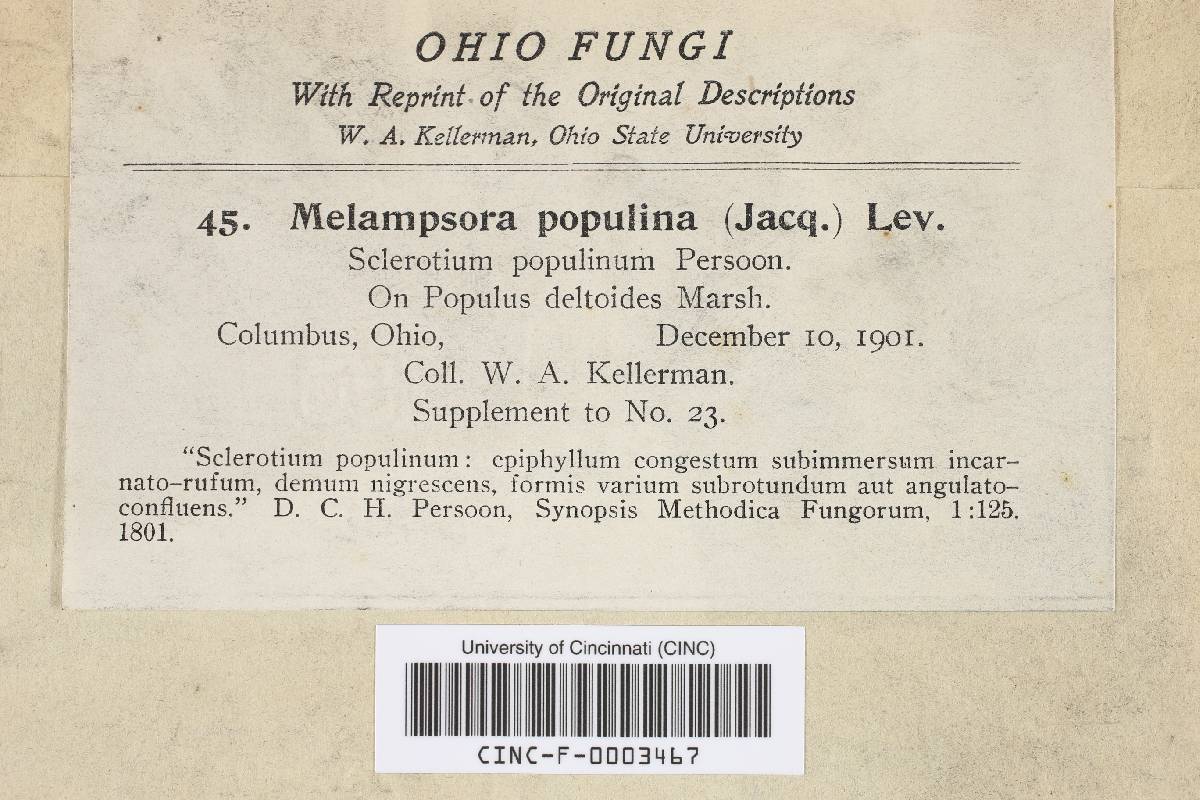 OHIO FUNGI
With Reprint of the Original Descriptions
W. A. Kellerman, Ohio State University
45. Melampsora populina (Jacq.) Lev.
Sclerotium populinum Persoon.
On Populus deltoides Marsh.
Columbus, Ohio, December 10, 1901.
Coll. W. A. Kellerman.
Supplement to No. 23.
"Sclerotium populinum: epiphyllum congestum subimmersum incar-
nato-rufum, demum nigrescens, formis varium subrotundum aut angulato-
confluens." D. C. H. Persoon, Synopsis Methodica Fungorum, 1:125.
1801.
University of Cincinnati (CINC)
CINC-F-0003467